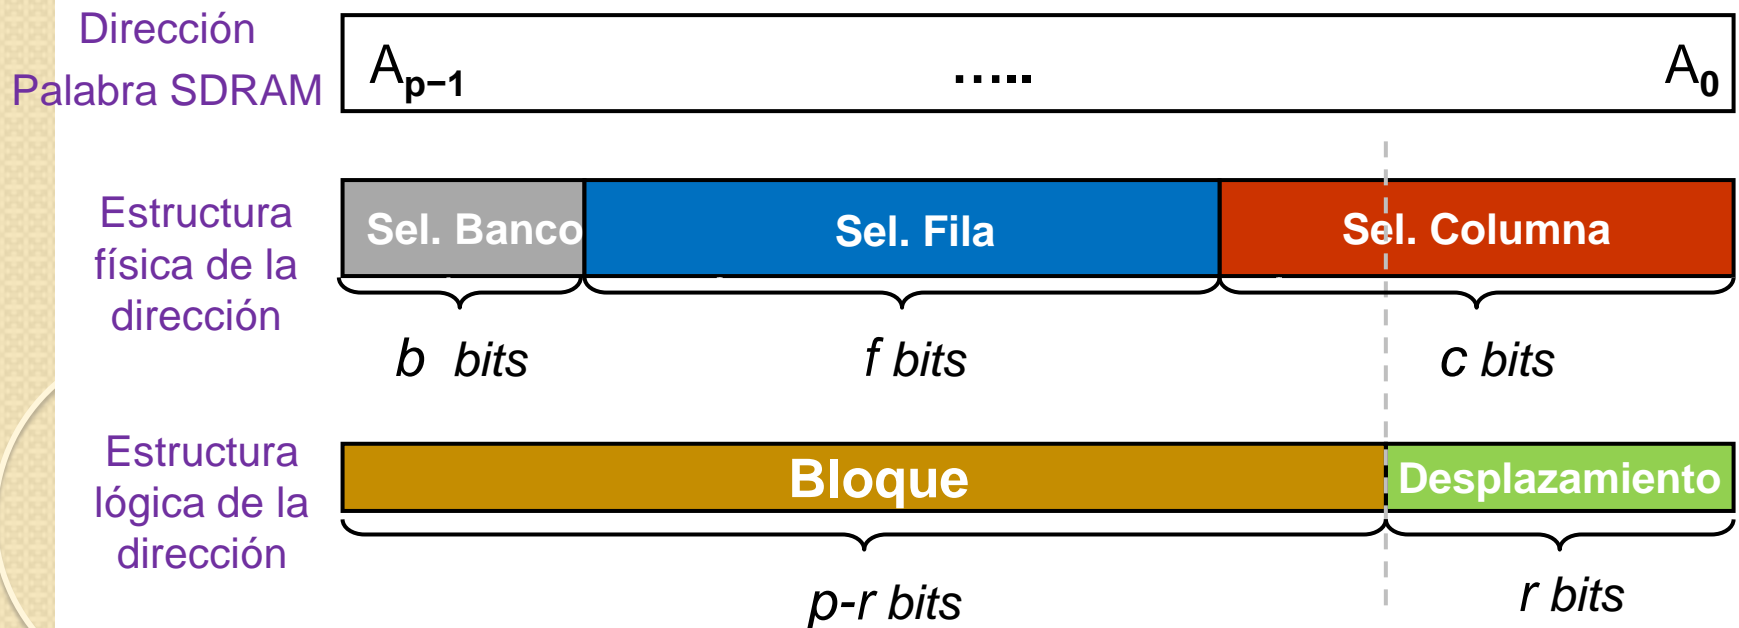 Dirección
Palabra SDRAM
A₍p−1₎ ..... A₀
Estructura
física de la
dirección
Sel. Banco Sel. Fila Sel. Columna
b bits f bits c bits
Estructura
lógica de la
dirección
Bloque Desplazamiento
p-r bits r bits